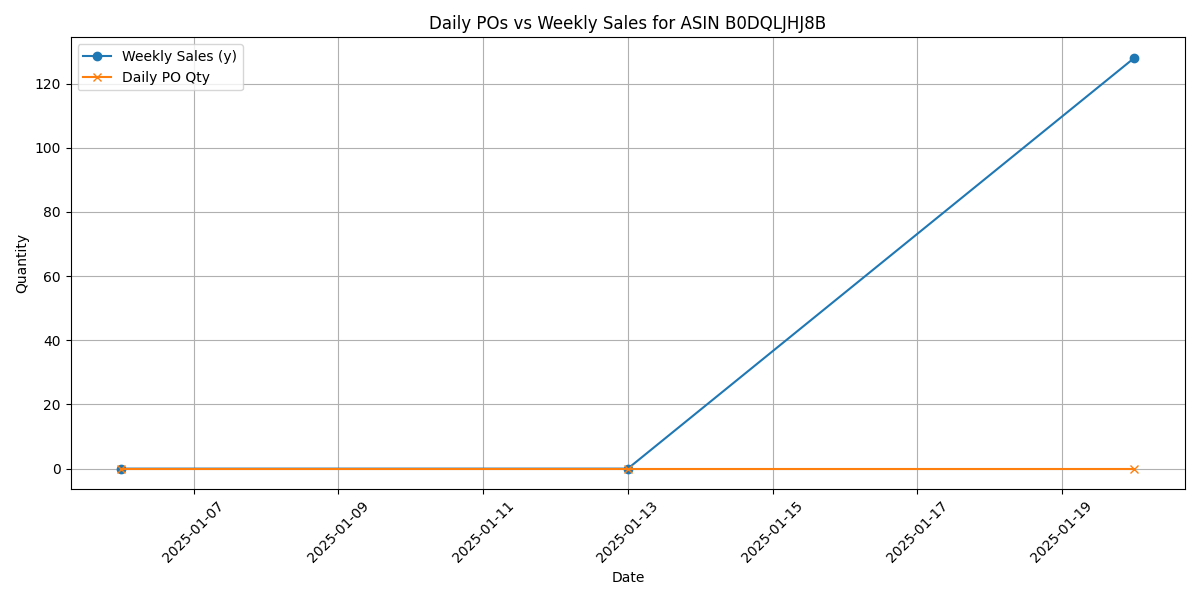 Daily POs vs Weekly Sales for ASIN B0DQLJHJ8B
Weekly Sales (y)
Daily PO Qty
Quantity
120
100
80
60
40
20
0
2025-01-07
2025-01-09
2025-01-11
2025-01-13
2025-01-15
2025-01-17
2025-01-19
Date